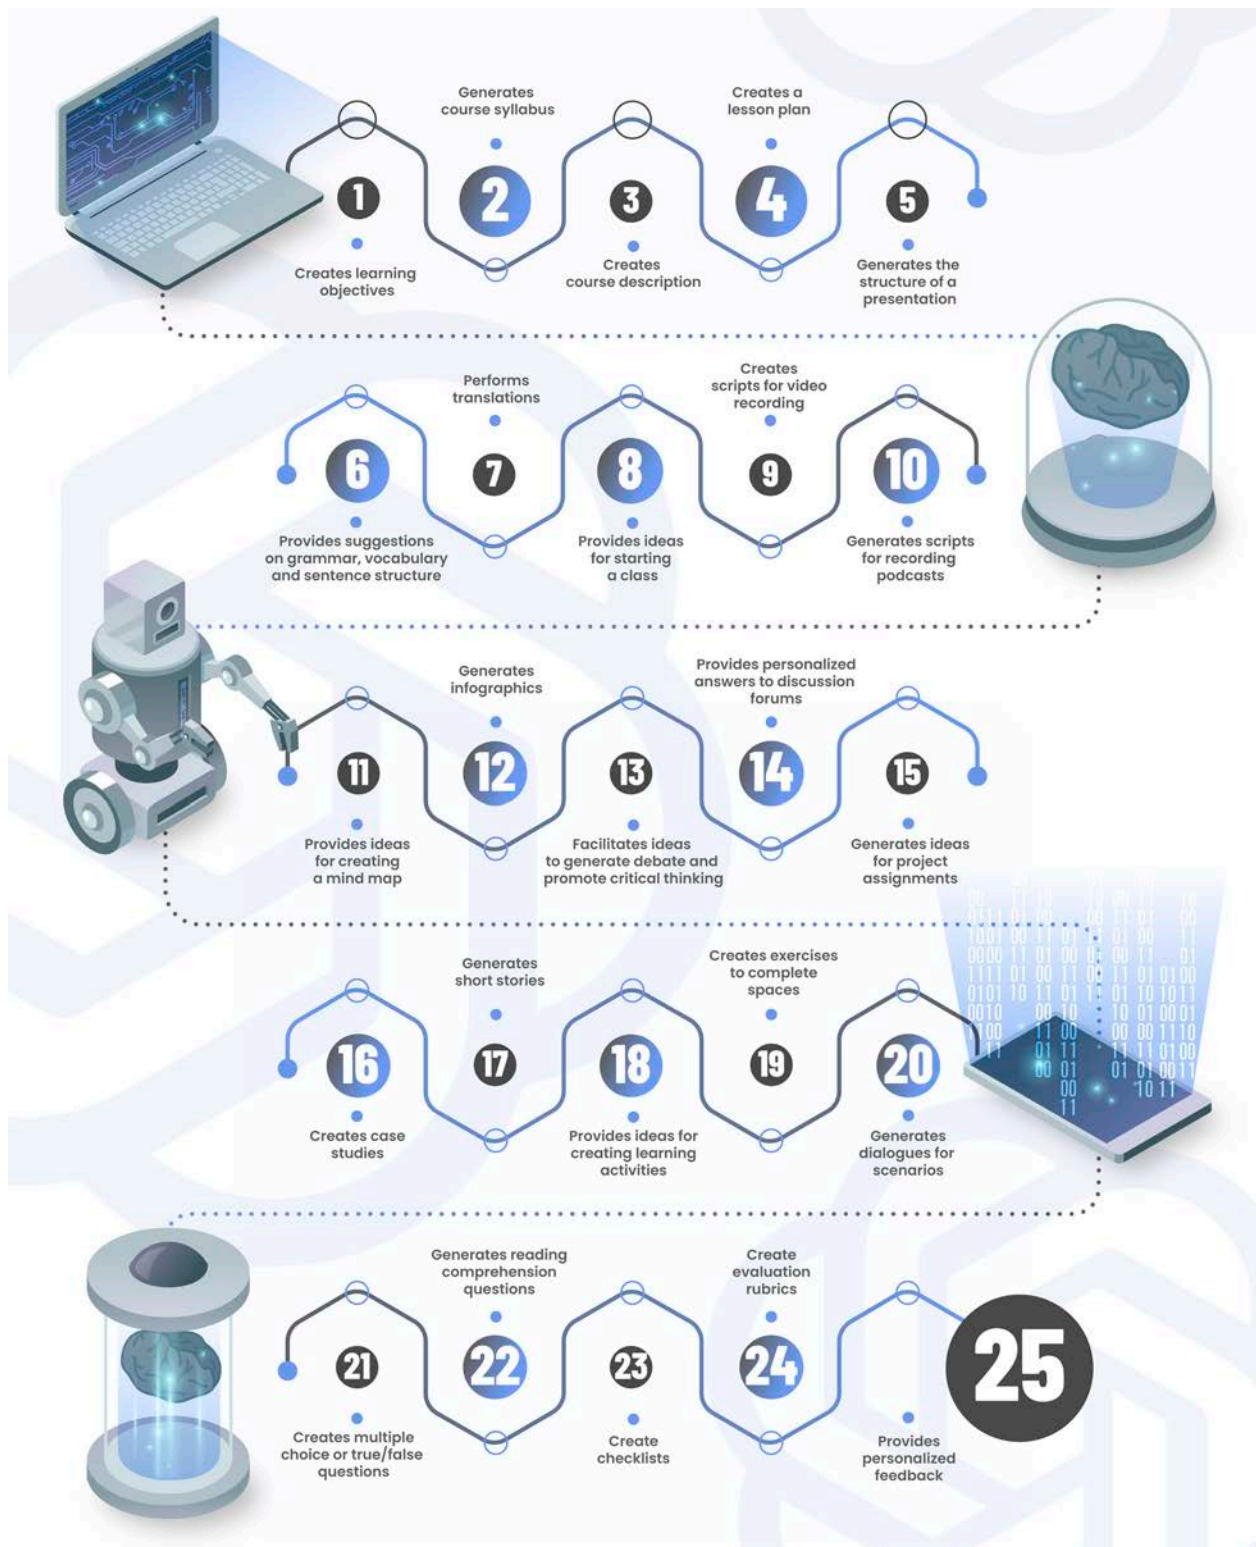 1
Creates learning
objectives
Generates
course syllabus
2
3
Creates
course description
Creates a
lesson plan
4
5
Generates the
structure of a
presentation
6
Provides suggestions
on grammar, vocabulary
and sentence structure
Performs
translations
7
8
Provides ideas
for starting
a class
Creates
scripts for video
recording
9
10
Generates scripts
for recording
podcasts
11
Provides ideas
for creating
a mind map
Generates
infographics
12
13
Facilitates ideas
to generate debate and
promote critical thinking
Provides personalized
answers to discussion
forums
14
15
Generates ideas
for project
assignments
16
Creates case
studies
Generates
short stories
17
18
Provides ideas for
creating learning
activities
Creates exercises
to complete
spaces
19
20
Generates
dialogues for
scenarios
21
Creates multiple
choice or true/false
questions
Generates reading
comprehension
questions
22
23
Create
checklists
Create
evaluation
rubrics
24
25
Provides
personalized
feedback